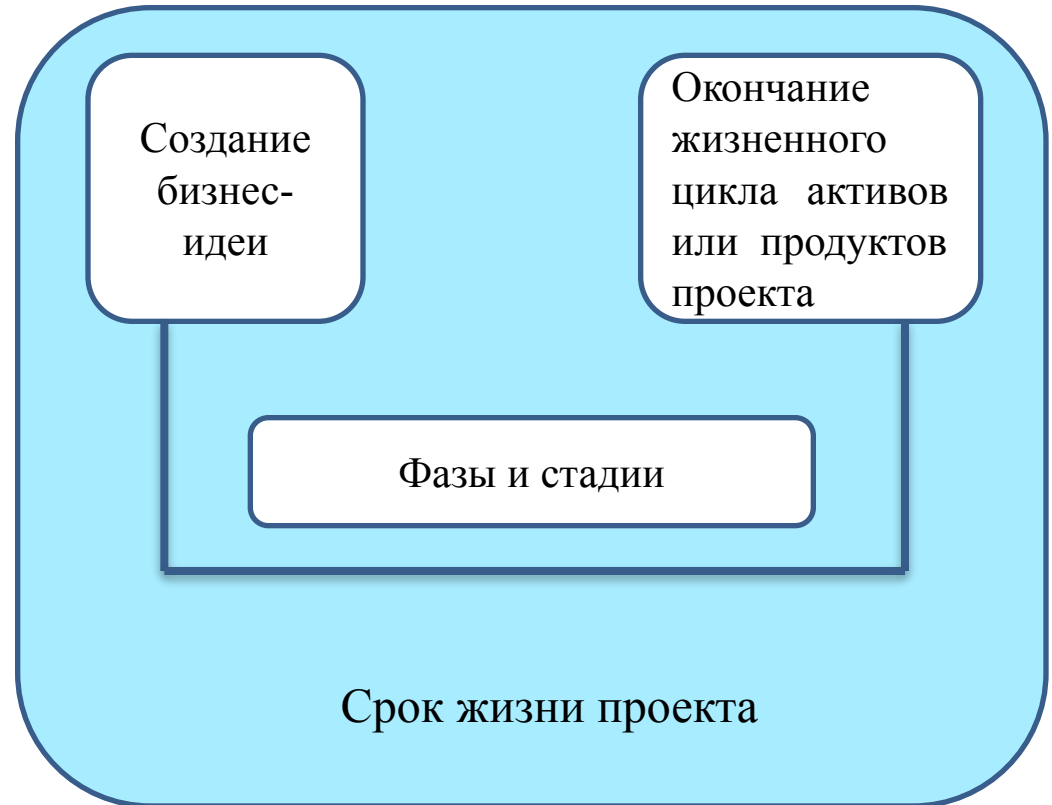 Создание
бизнес-
идеи
Окончание
жизненного
цикла активов
или продуктов
проекта
Фазы и стадии
Срок жизни проекта